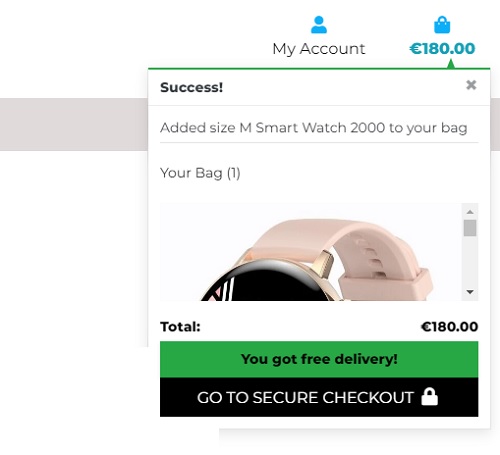 My Account
€180.00
Success!
×
Added size M Smart Watch 2000 to your bag
Your Bag (1)
Total:
€180.00
You got free delivery!
GO TO SECURE CHECKOUT